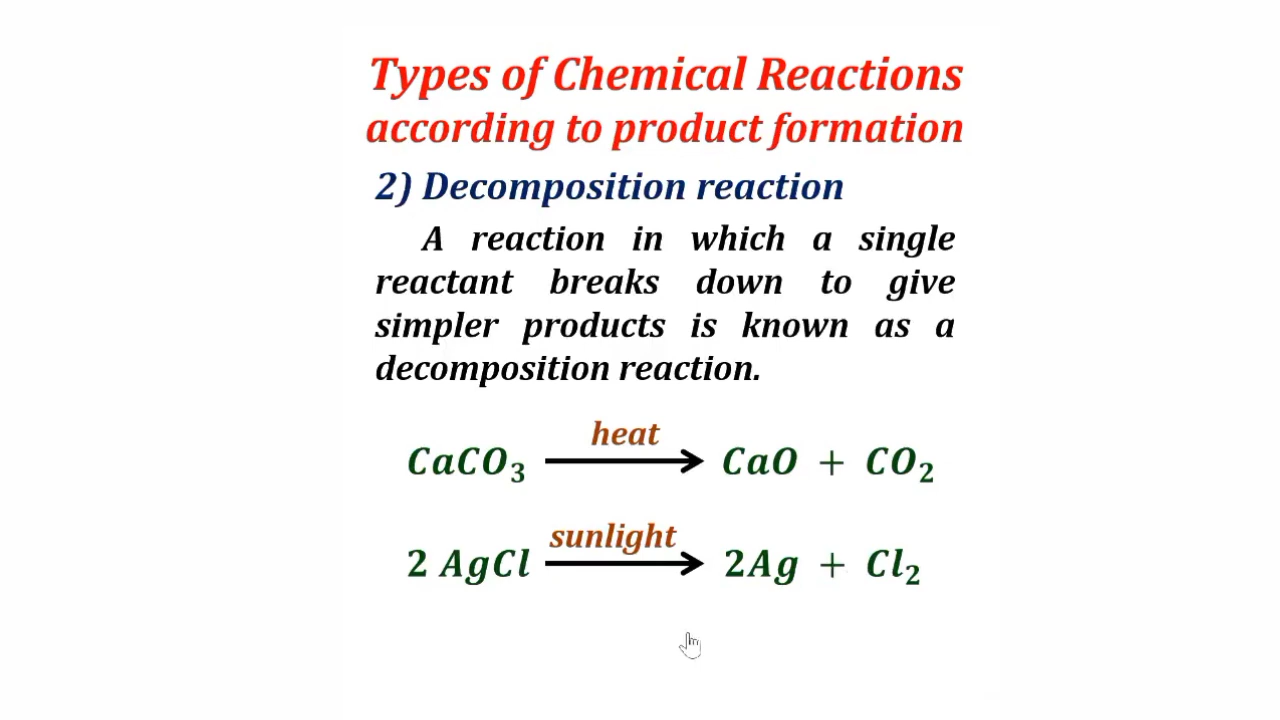 Types of Chemical Reactions
according to product formation
2) Decomposition reaction
A reaction in which a single
reactant breaks down to give
simpler products is known as a
decomposition reaction.
heat
CaCO₃ ⟶ CaO + CO₂
sunlight
2 AgCl ⟶ 2Ag + Cl₂